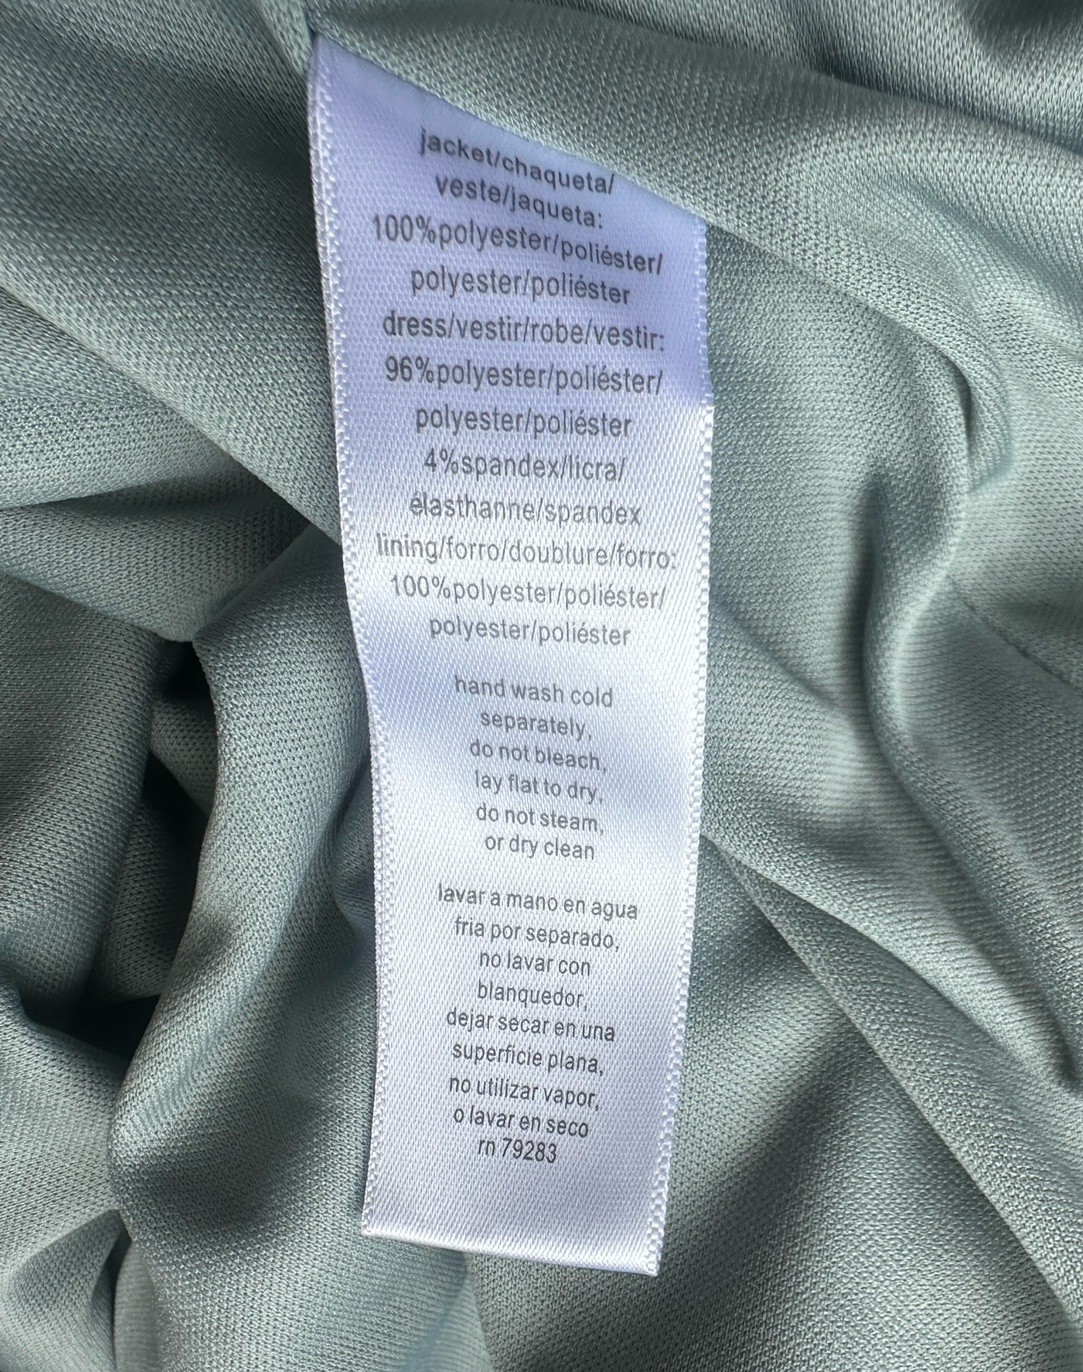 jacket/chaqueta/
veste/jaqueta:
100%polyester/poliéster/
polyester/poliéster
dress/vestir/robe/vestir:
96%polyester/poliéster/
polyester/poliéster
4%spandex/licra/
élasthanne/spandex
lining/forro/doublure/forro:
100%polyester/poliéster/
polyester/poliéster
hand wash cold
separately,
do not bleach,
lay flat to dry,
do not steam,
or dry clean
lavar a mano en agua
fria por separado,
no lavar con
blanquedor,
dejar secar en una
superficie plana,
no utilizar vapor,
o lavar en seco
rn 79283